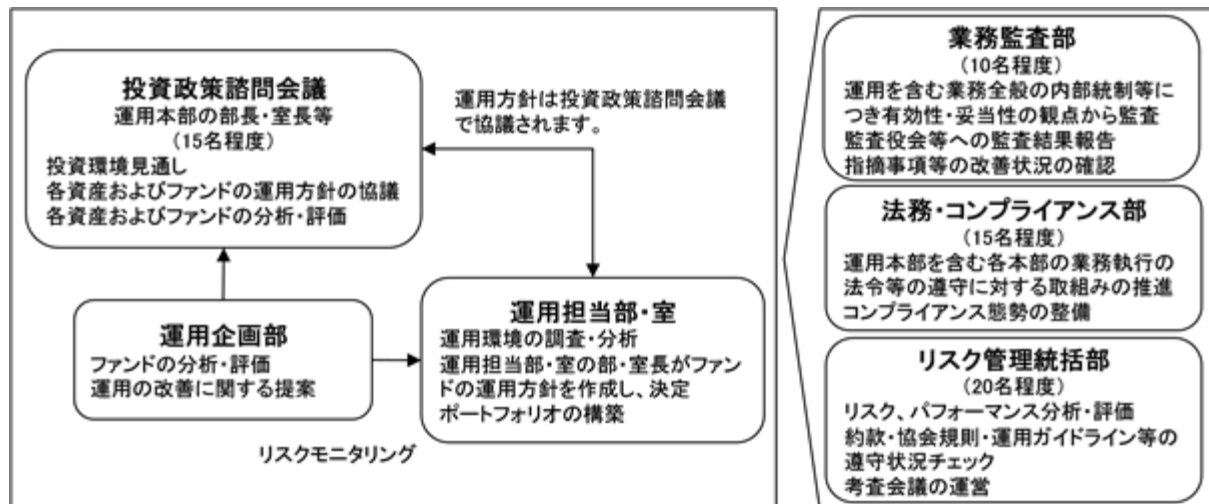 投資政策諮問会議
運用本部の部長・室長等
(15名程度)
投資環境見通し
各資産およびファンドの運用方針の協議
各資産およびファンドの分析・評価
運用方針は投資政策諮問会議
で協議されます。
運用企画部
ファンドの分析・評価
運用の改善に関する提案
運用担当部・室
運用環境の調査・分析
運用担当部・室の部・室長がファン
ドの運用方針を作成し、決定
ポートフォリオの構築
リスクモニタリング
業務監査部
(10名程度)
運用を含む業務全般の内部統制等に
つき有効性・妥当性の観点から監査
監査役会等への監査結果報告
指摘事項等の改善状況の確認
法務・コンプライアンス部
(15名程度)
運用本部を含む各本部の業務執行の
法令等の遵守に対する取組みの推進
コンプライアンス態勢の整備
リスク管理統括部
(20名程度)
リスク、パフォーマンス分析・評価
約款・協会規則・運用ガイドライン等の
遵守状況チェック
考査会議の運営